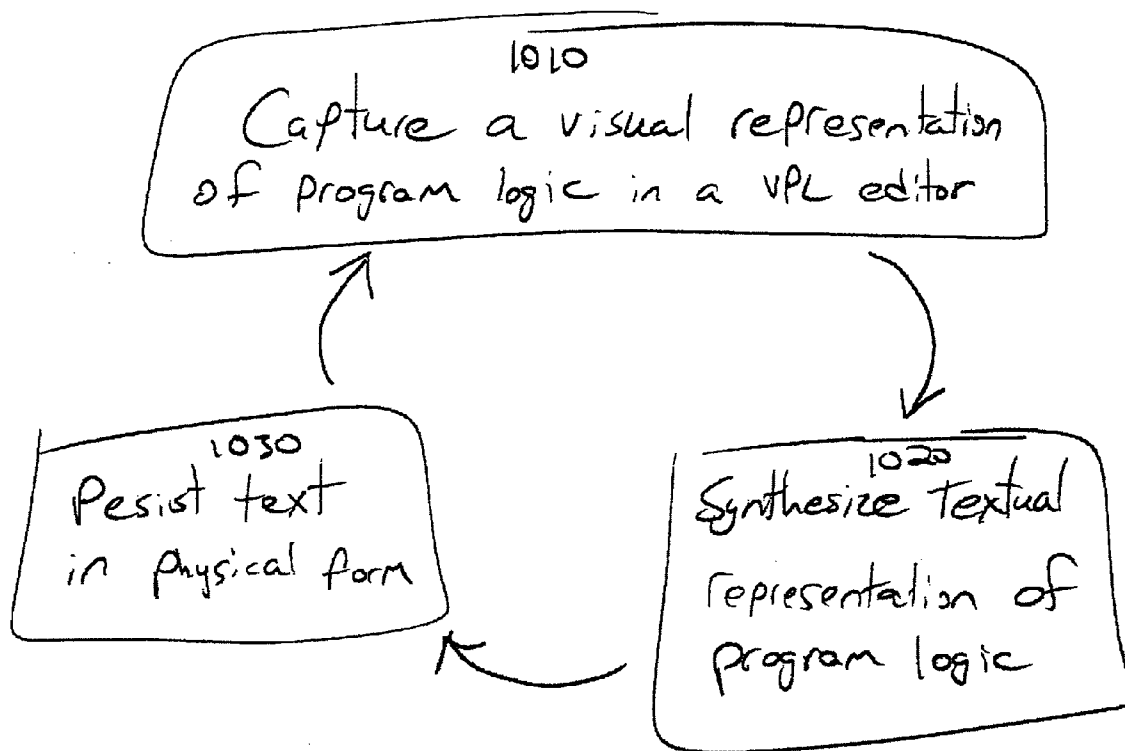 1010
Capture a visual representation
of program logic in a VPL editor
1030
Pesist text
in physical form
1020
Synthesize Textual
representation of
program logic